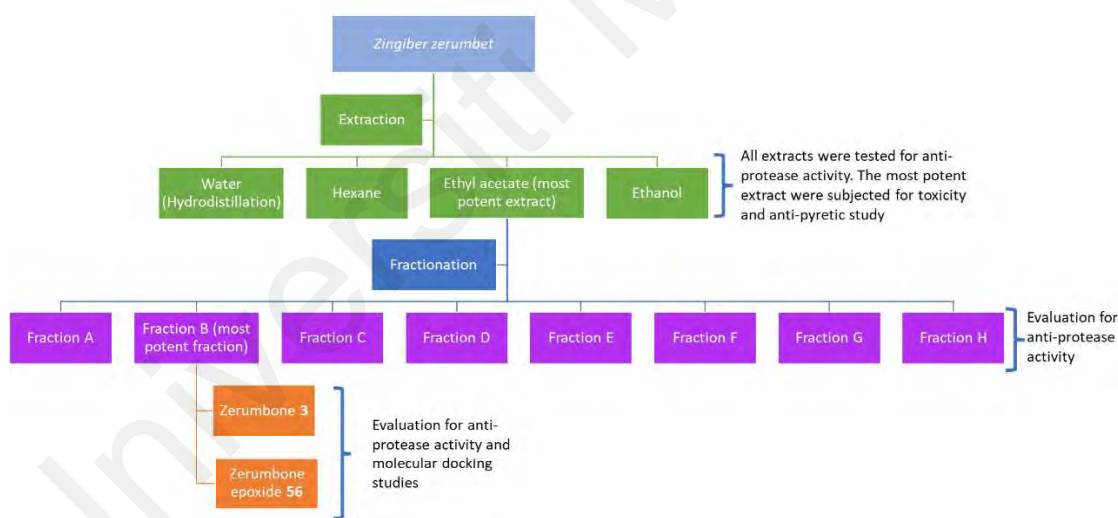 Zingiber zerumbet
Extraction
Water
(Hydrodistillation)
Hexane
Ethyl acetate (most
potent extract)
Ethanol
All extracts were tested for anti-
protease activity. The most potent
extract were subjected for toxicity
and anti-pyretic study
Fractionation
Fraction A
Fraction B (most
potent fraction)
Fraction C
Fraction D
Fraction E
Fraction F
Fraction G
Fraction H
Evaluation for
anti-protease
activity
Zerumbone 3
Zerumbone
epoxide 56
Evaluation for anti-
protease activity and
molecular docking
studies